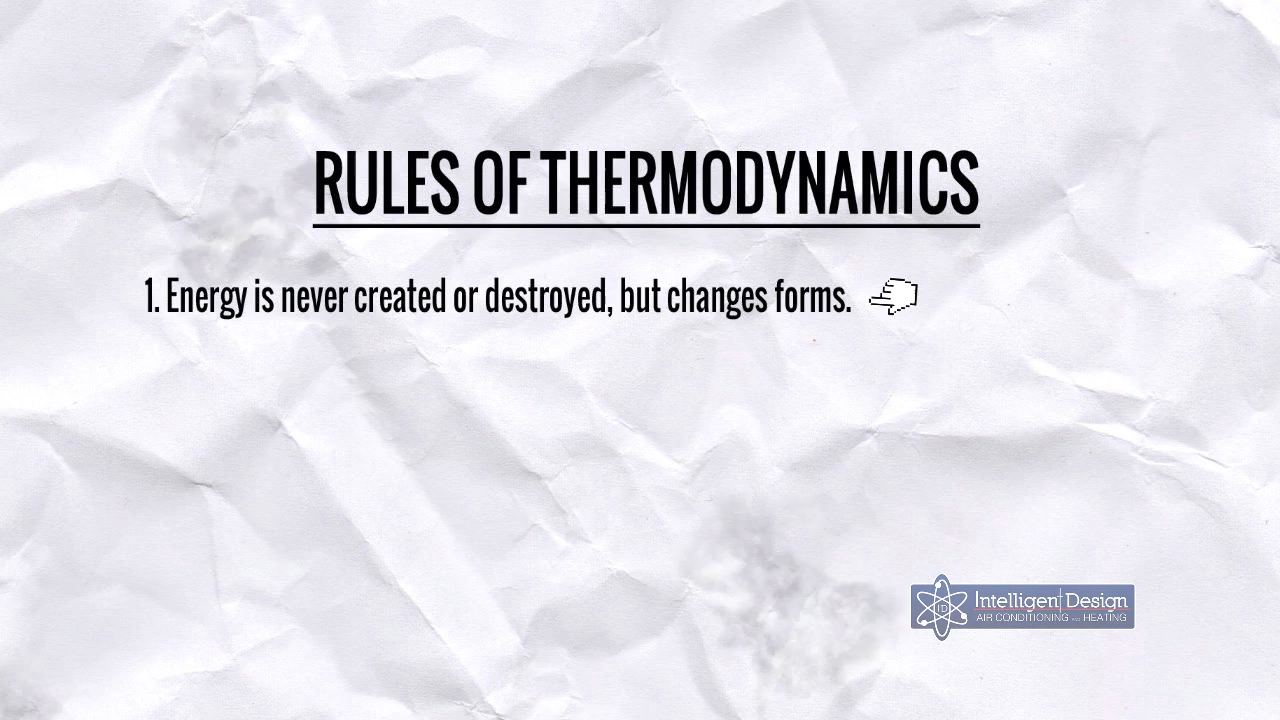 RULES OF THERMODYNAMICS
1. Energy is never created or destroyed, but changes forms.
ID
Intelligent Design
AIR CONDITIONING AND HEATING